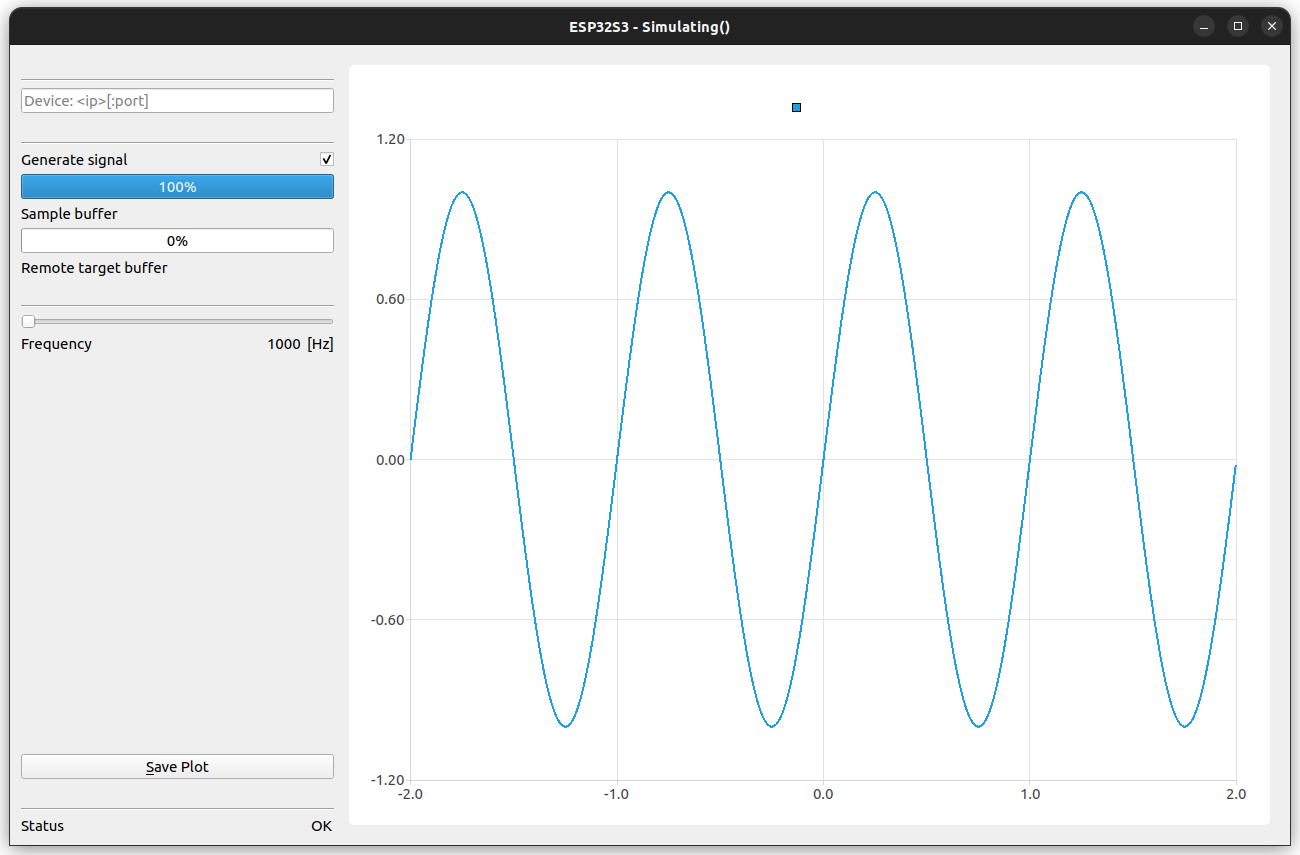 ESP32S3 - Simulating()
Device: <ip>[:port]
Generate signal
100%
Sample buffer
0%
Remote target buffer
Frequency 1000 [Hz]
Save Plot
Status OK
1.20
0.60
0.00
-0.60
-1.20
-2.0 -1.0 0.0 1.0 2.0